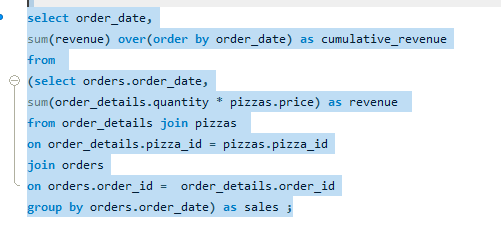 select order_date,
sum(revenue) over(order by order_date) as cumulative_revenue
from
(select orders.order_date,
sum(order_details.quantity * pizzas.price) as revenue
from order_details join pizzas
on order_details.pizza_id = pizzas.pizza_id
join orders
on orders.order_id =  order_details.order_id
group by orders.order_date) as sales ;